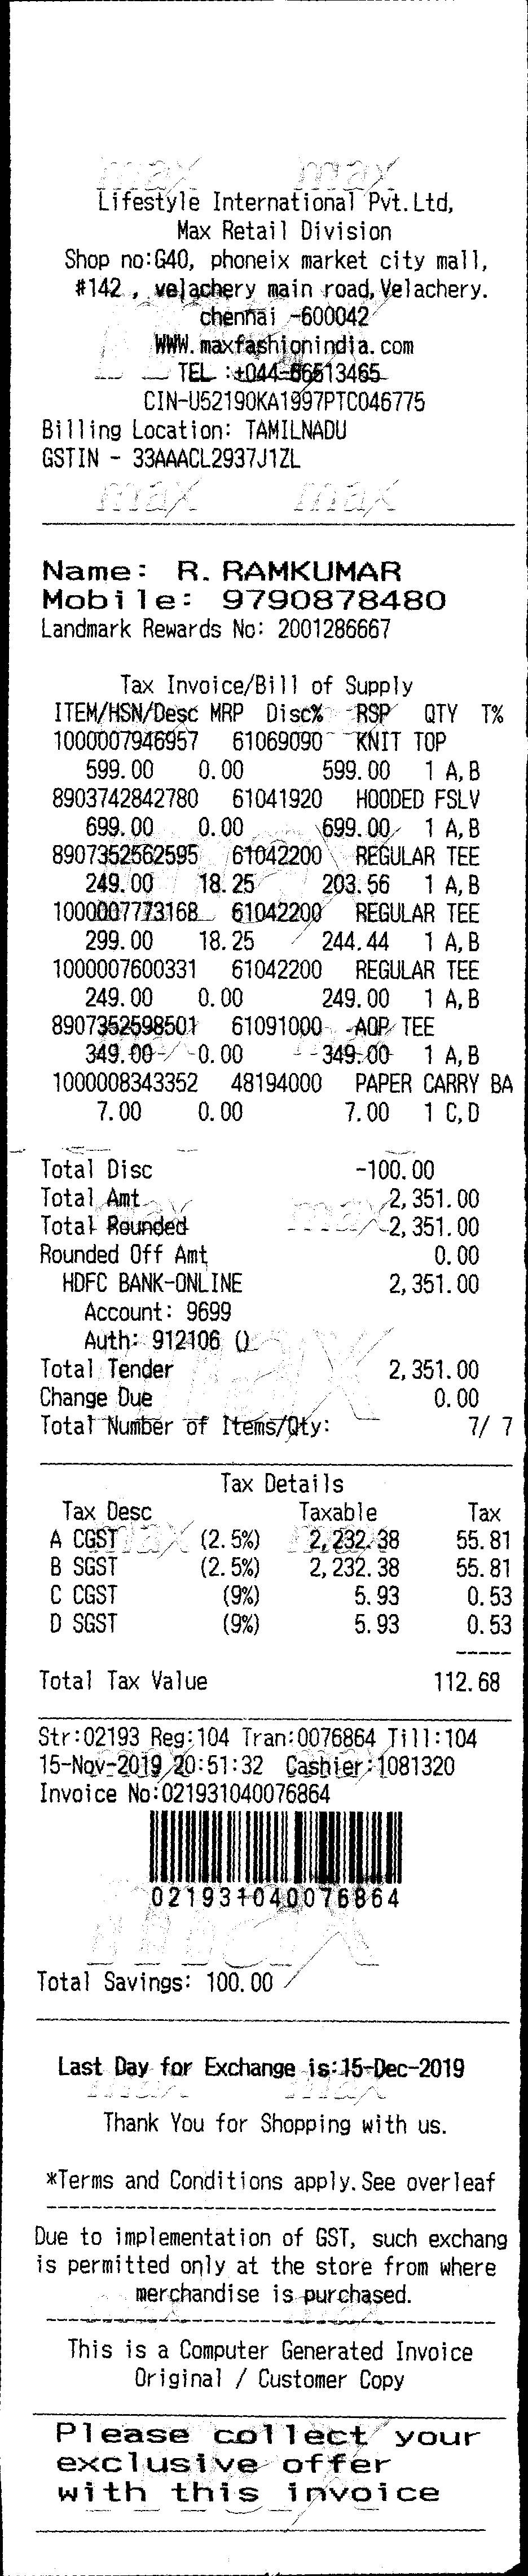 Lifestyle International Pvt.Ltd,
Max Retail Division
Shop no:G40, phoneix market city mall,
#142 , velachery main road,Velachery.
chennai -600042
WWW.maxfashionindia.com
TEL :+044-66513465
CIN-U52190KA1997PTC046775
Billing Location: TAMILNADU
GSTIN - 33AAACL2937J1ZL
max max
Name: R. RAMKUMAR
Mobile: 9790878480
Landmark Rewards No: 2001286667
Tax Invoice/Bill of Supply
ITEM/HSN/Desc MRP Disc% RSP QTY T%
1000007946957 61069090 KNIT TOP
599.00 0.00 599.00 1 A,B
8903742842780 61041920 HOODED FSLV
699.00 0.00 699.00 1 A,B
8907352562595 61042200 REGULAR TEE
249.00 18.25 203.56 1 A,B
1000007773168 61042200 REGULAR TEE
299.00 18.25 244.44 1 A,B
1000007600331 61042200 REGULAR TEE
249.00 0.00 249.00 1 A,B
8907352598501 61091000 AOP TEE
349.00 0.00 349.00 1 A,B
1000008343352 48194000 PAPER CARRY BA
7.00 0.00 7.00 1 C,D
Total Disc -100.00
Total Amt 2,351.00
Total Rounded 2,351.00
Rounded Off Amt 0.00
HDFC BANK-ONLINE 2,351.00
Account: 9699
Auth: 912106 ()
Total Tender 2,351.00
Change Due 0.00
Total Number of Items/Qty: 7/ 7
Tax Details
Tax Desc Taxable Tax
A CGST (2.5%) 2,232.38 55.81
B SGST (2.5%) 2,232.38 55.81
C CGST (9%) 5.93 0.53
D SGST (9%) 5.93 0.53
-----
Total Tax Value 112.68
Str:02193 Reg:104 Tran:0076864 Till:104
15-Nov-2019 20:51:32 Cashier:1081320
Invoice No:021931040076864
021931040076864
Total Savings: 100.00
Last Day for Exchange is:15-Dec-2019
Thank You for Shopping with us.
*Terms and Conditions apply.See overleaf
Due to implementation of GST, such exchang
is permitted only at the store from where
merchandise is purchased.
This is a Computer Generated Invoice
Original / Customer Copy
Please collect your
exclusive offer
with this invoice